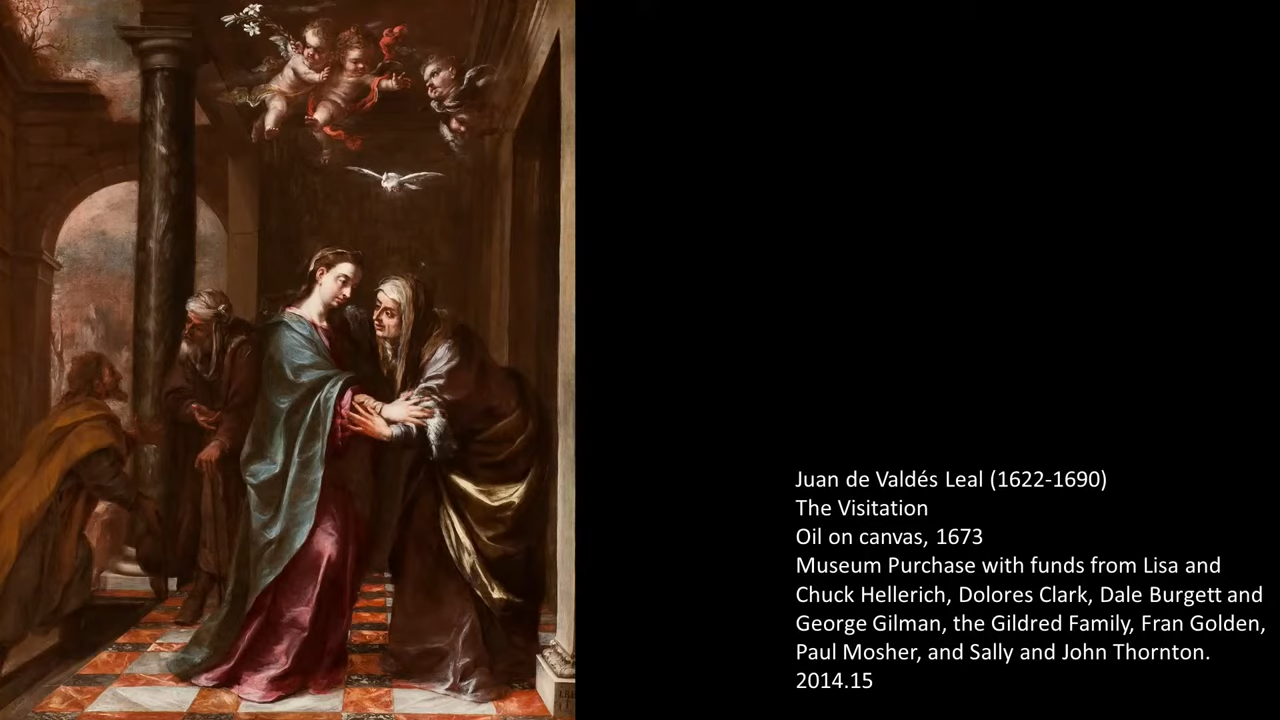 Juan de Valdés Leal (1622-1690)
The Visitation
Oil on canvas, 1673
Museum Purchase with funds from Lisa and
Chuck Hellerich, Dolores Clark, Dale Burgett and
George Gilman, the Gildred Family, Fran Golden,
Paul Mosher, and Sally and John Thornton.
2014.15